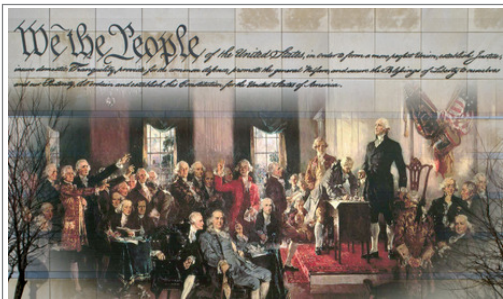 We the People of the United States, in order to form a more perfect Union, establish Justice,
insure domestic Tranquility, provide for the common defence, promote the general Welfare, and secure the Blessings of Liberty to ourselves
and our Posterity, do ordain and establish this Constitution for the United States of America.